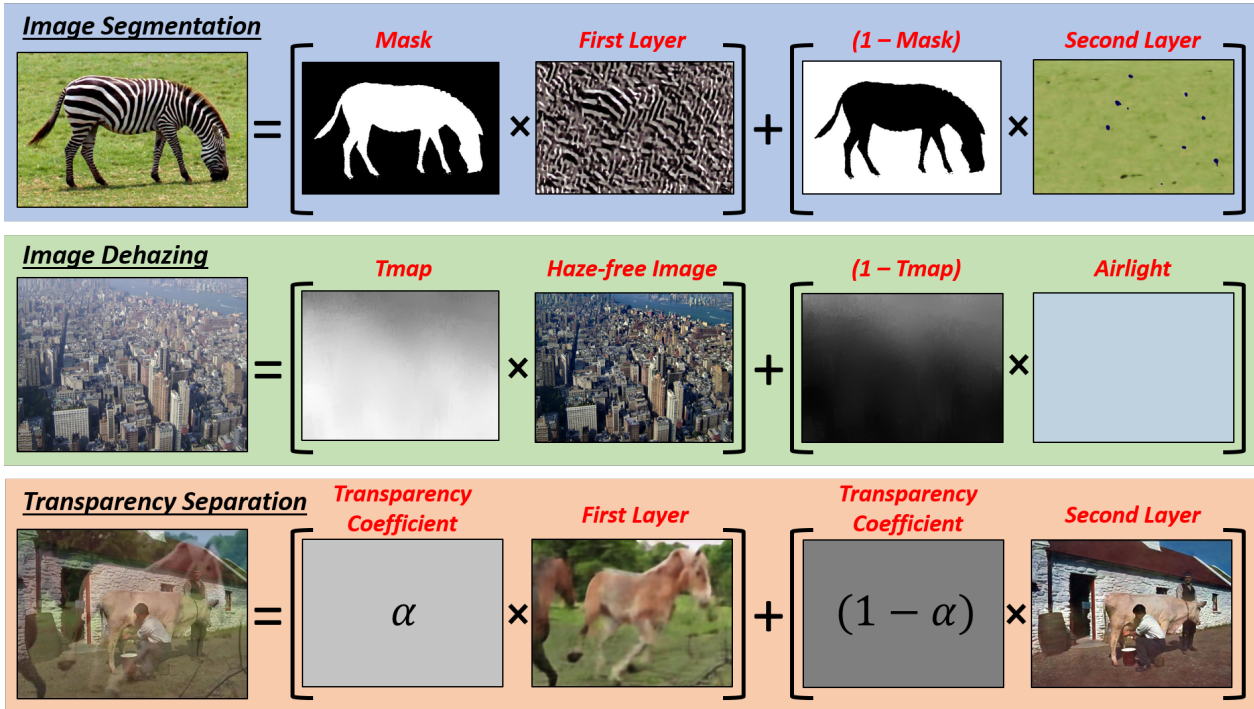 Image Segmentation
Mask
First Layer
(1 – Mask)
Second Layer
=
×
+
×
Image Dehazing
Tmap
Haze-free Image
(1 – Tmap)
Airlight
=
×
+
×
Transparency Separation
Transparency
Coefficient
First Layer
Transparency
Coefficient
Second Layer
=
α
×
+
(1 − α)
×